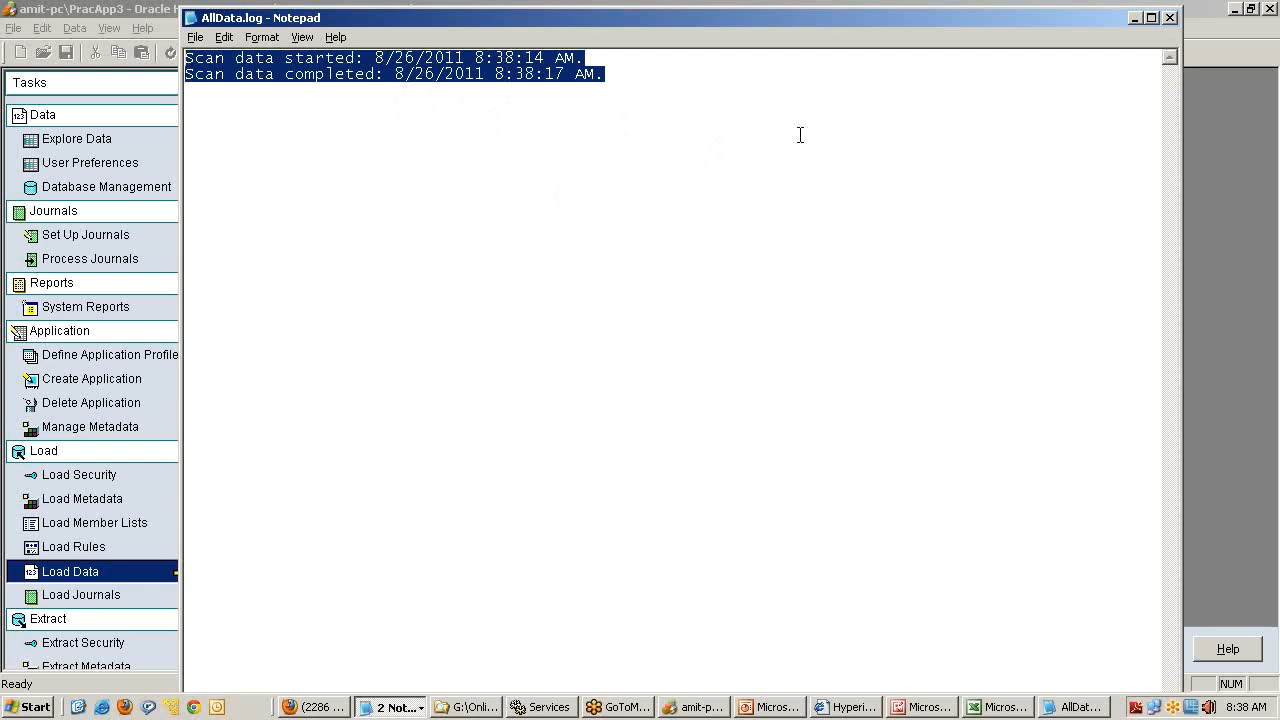 amit-pc\PracApp3 - Oracle H
AllData.log - Notepad
File Edit Data View
File Edit Format View Help
Scan data started: 8/26/2011 8:38:14 AM.
Scan data completed: 8/26/2011 8:38:17 AM.
Tasks
Data
Explore Data
User Preferences
Database Management
Journals
Set Up Journals
Process Journals
Reports
System Reports
Application
Define Application Profile
Create Application
Delete Application
Manage Metadata
Load
Load Security
Load Metadata
Load Member Lists
Load Rules
Load Data
Load Journals
Extract
Extract Security
Extract Metadata
Help
Ready
NUM
Start
(2286 ...
2 Not...
G:\Onli...
Services
GoToM...
amit-p...
Micros...
Hyperi...
Micros...
Micros...
AllDat...
8:38 AM